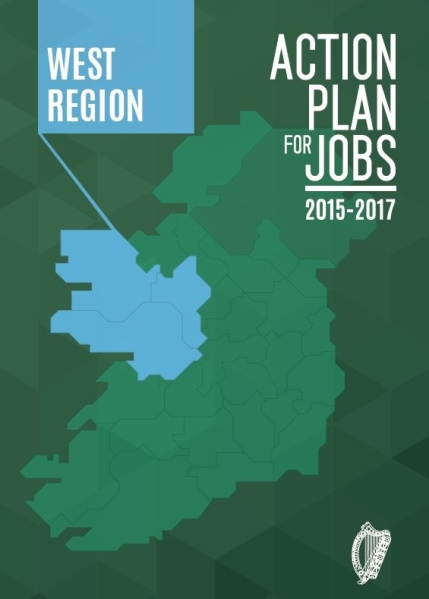 WEST
REGION
ACTION
PLAN
FOR JOBS
2015-2017